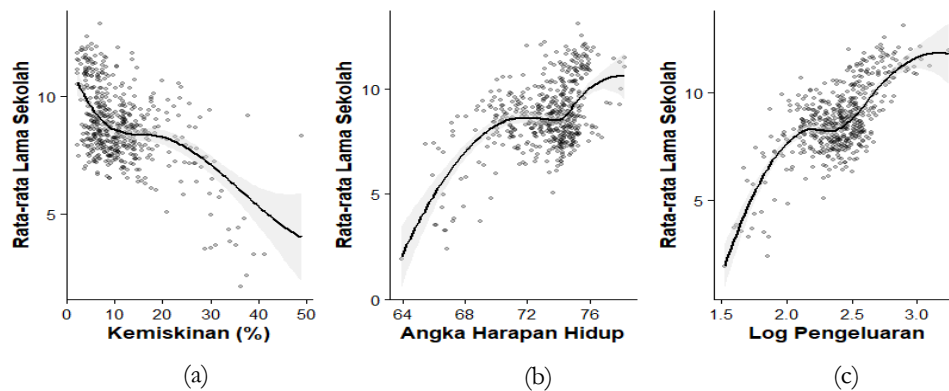 Rata-rata Lama Sekolah
10
5
0 10 20 30 40 50
Kemiskinan (%)
(a)
Rata-rata Lama Sekolah
10
5
0
64 68 72 76
Angka Harapan Hidup
(b)
Rata-rata Lama Sekolah
10
5
1.5 2.0 2.5 3.0
Log Pengeluaran
(c)